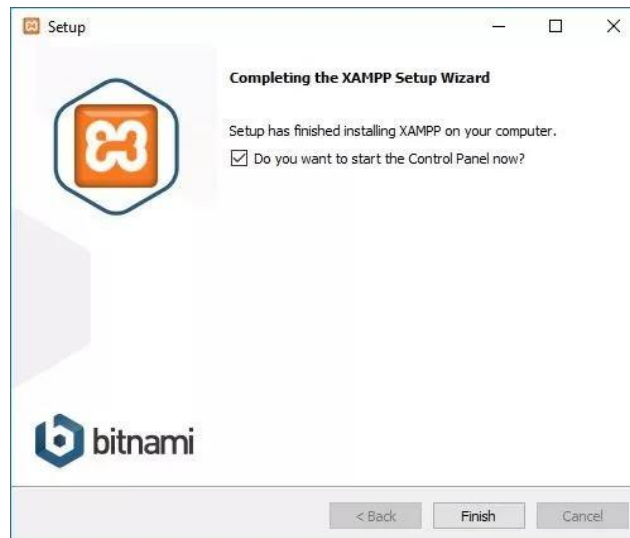 Setup
Completing the XAMPP Setup Wizard
Setup has finished installing XAMPP on your computer.
Do you want to start the Control Panel now?
bitnami
< Back
Finish
Cancel